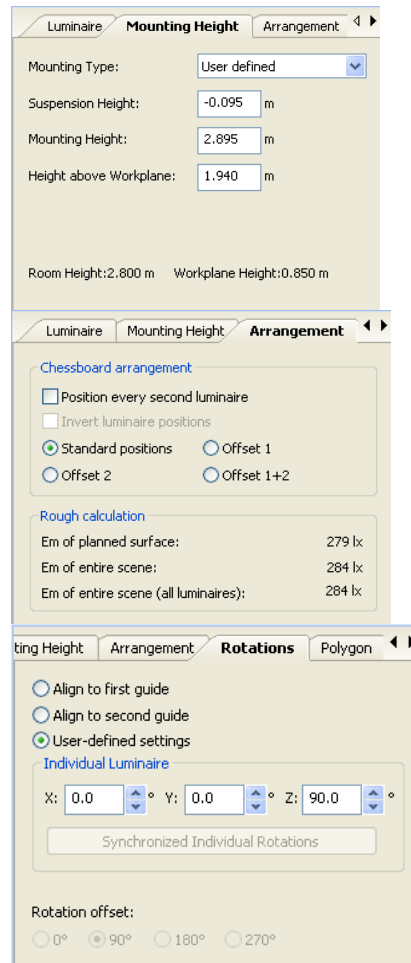 Luminaire Mounting Height Arrangement
Mounting Type: User defined
Suspension Height: -0.095 m
Mounting Height: 2.895 m
Height above Workplane: 1.940 m
Room Height:2.800 m Workplane Height:0.850 m
Luminaire Mounting Height Arrangement
Chessboard arrangement
Position every second luminaire
Invert luminaire positions
Standard positions Offset 1
Offset 2 Offset 1+2
Rough calculation
Em of planned surface: 279 lx
Em of entire scene: 284 lx
Em of entire scene (all luminaires): 284 lx
ting Height Arrangement Rotations Polygon
Align to first guide
Align to second guide
User-defined settings
Individual Luminaire
X: 0.0 ° Y: 0.0 ° Z: 90.0 °
Synchronized Individual Rotations
Rotation offset:
0° 90° 180° 270°